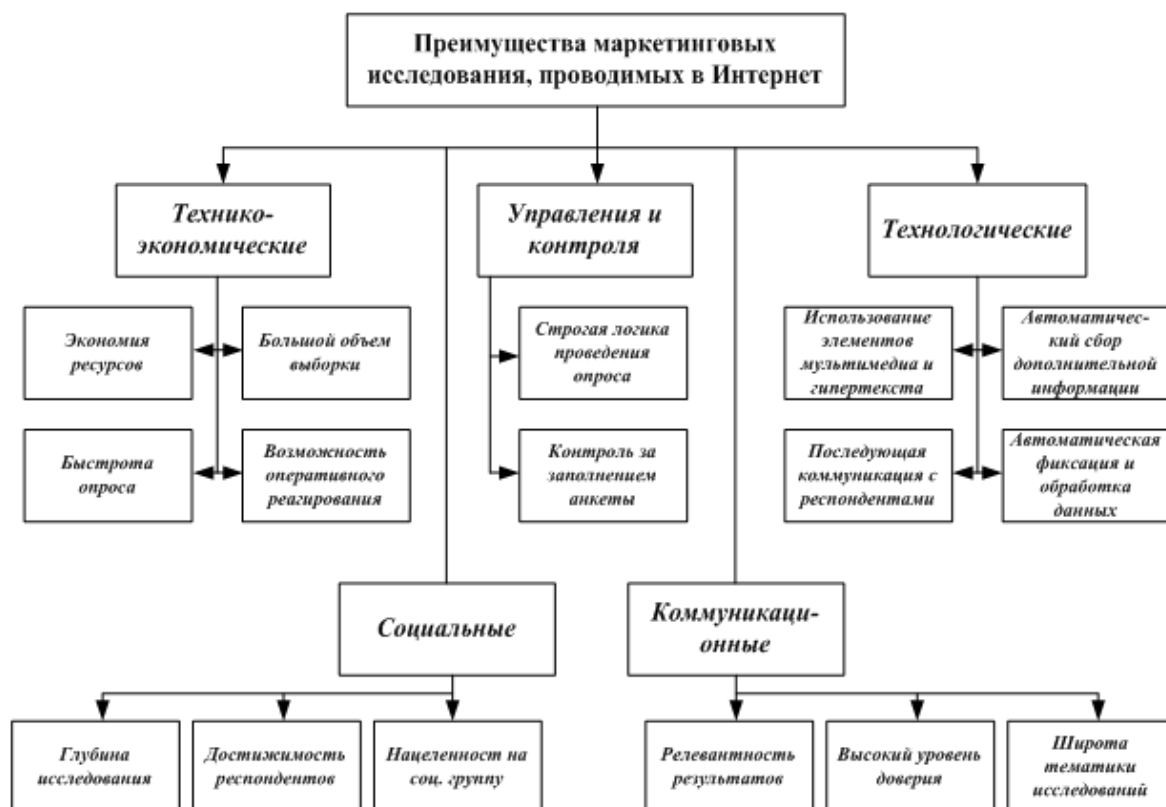 Преимущества маркетинговых
исследования, проводимых в Интернет
Технико-
экономические
Управления и
контроля
Технологические
Экономия
ресурсов
Большой объем
выборки
Строгая логика
проведения
опроса
Использование
элементов
мультимедиа и
гипертекста
Автоматичес-
кий сбор
дополнительной
информации
Быстрота
опроса
Возможность
оперативного
реагирования
Контроль за
заполнением
анкеты
Последующая
коммуникация с
респондентами
Автоматическая
фиксация и
обработка
данных
Социальные
Коммуникаци-
онные
Глубина
исследования
Достижимость
респондентов
Нацеленност на
соц. группу
Релевантность
результатов
Высокий уровень
доверия
Широта
тематики
исследований